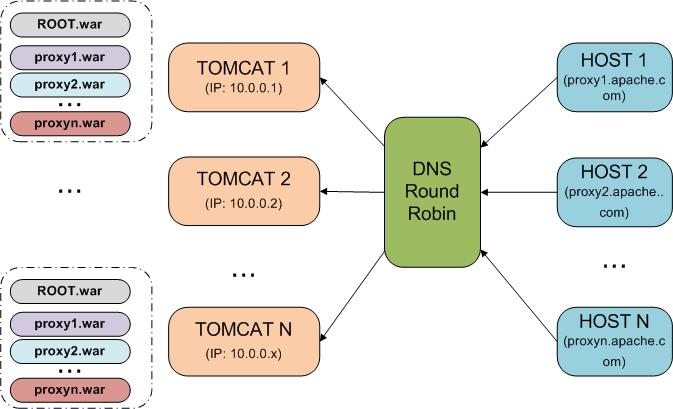 ROOT.war
proxy1.war
proxy2.war
...
proxyn.war
...
ROOT.war
proxy1.war
proxy2.war
...
proxyn.war
TOMCAT 1
(IP: 10.0.0.1)
TOMCAT 2
(IP: 10.0.0.2)
...
TOMCAT N
(IP: 10.0.0.x)
DNS
Round
Robin
HOST 1
(proxy1.apache.c
om)
HOST 2
(proxy2.apache..
com)
...
HOST N
(proxyn.apache.c
om)